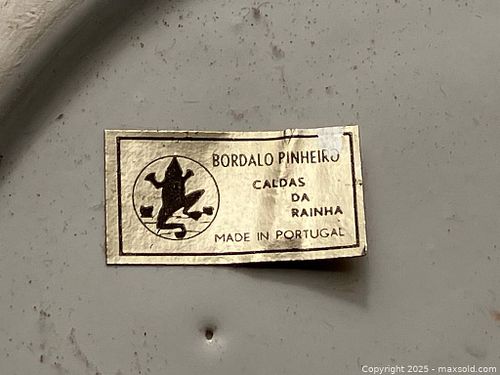 BORDALO PINHEIRO
CALDAS
DA
RAINHA
MADE IN PORTUGAL
Copyright 2025 - maxsold.com